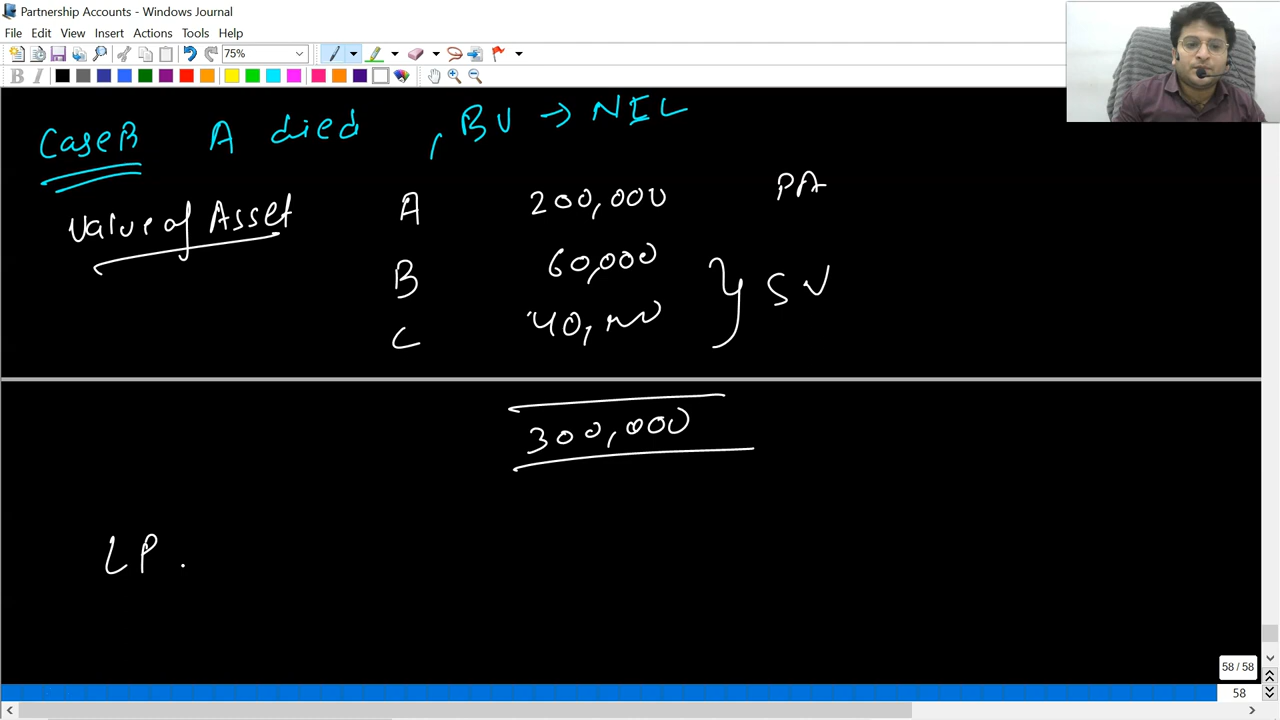 Partnership Accounts - Windows Journal
File Edit View Insert Actions Tools Help
75%
B I
Case B A died , BV → NIL
Value of Asset A 200,000 PA
B 60,000
C 40,000 } SV
300,000
LP.
58 / 58
58